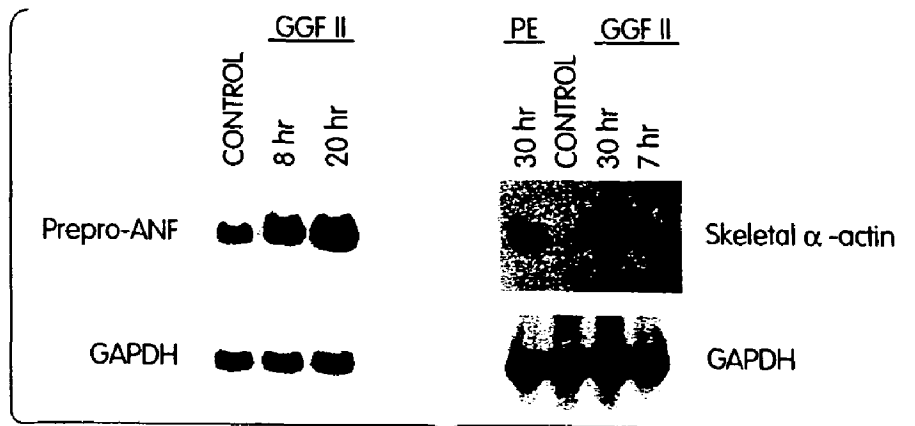 GGF II
CONTROL
8 hr
20 hr
Prepro-ANF
GAPDH
PE
GGF II
30 hr
CONTROL
30 hr
7 hr
Skeletal α-actin
GAPDH